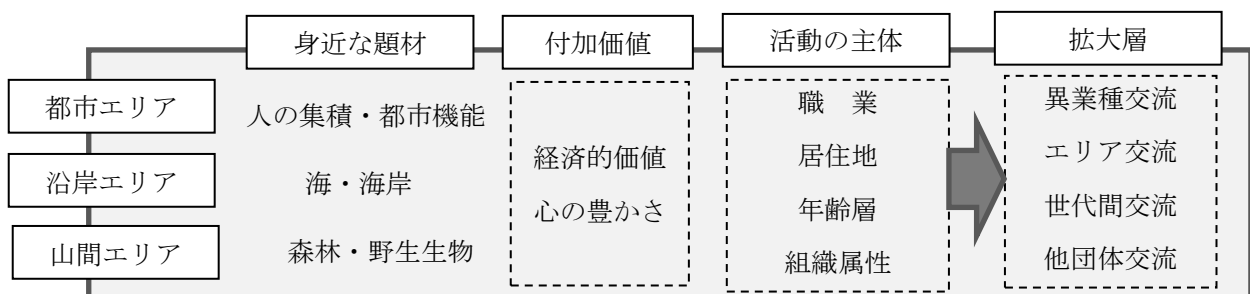 身近な題材
付加価値
活動の主体
拡大層
都市エリア
人の集積・都市機能
沿岸エリア
海・海岸
山間エリア
森林・野生生物
経済的価値
心の豊かさ
職　業
居住地
年齢層
組織属性
異業種交流
エリア交流
世代間交流
他団体交流